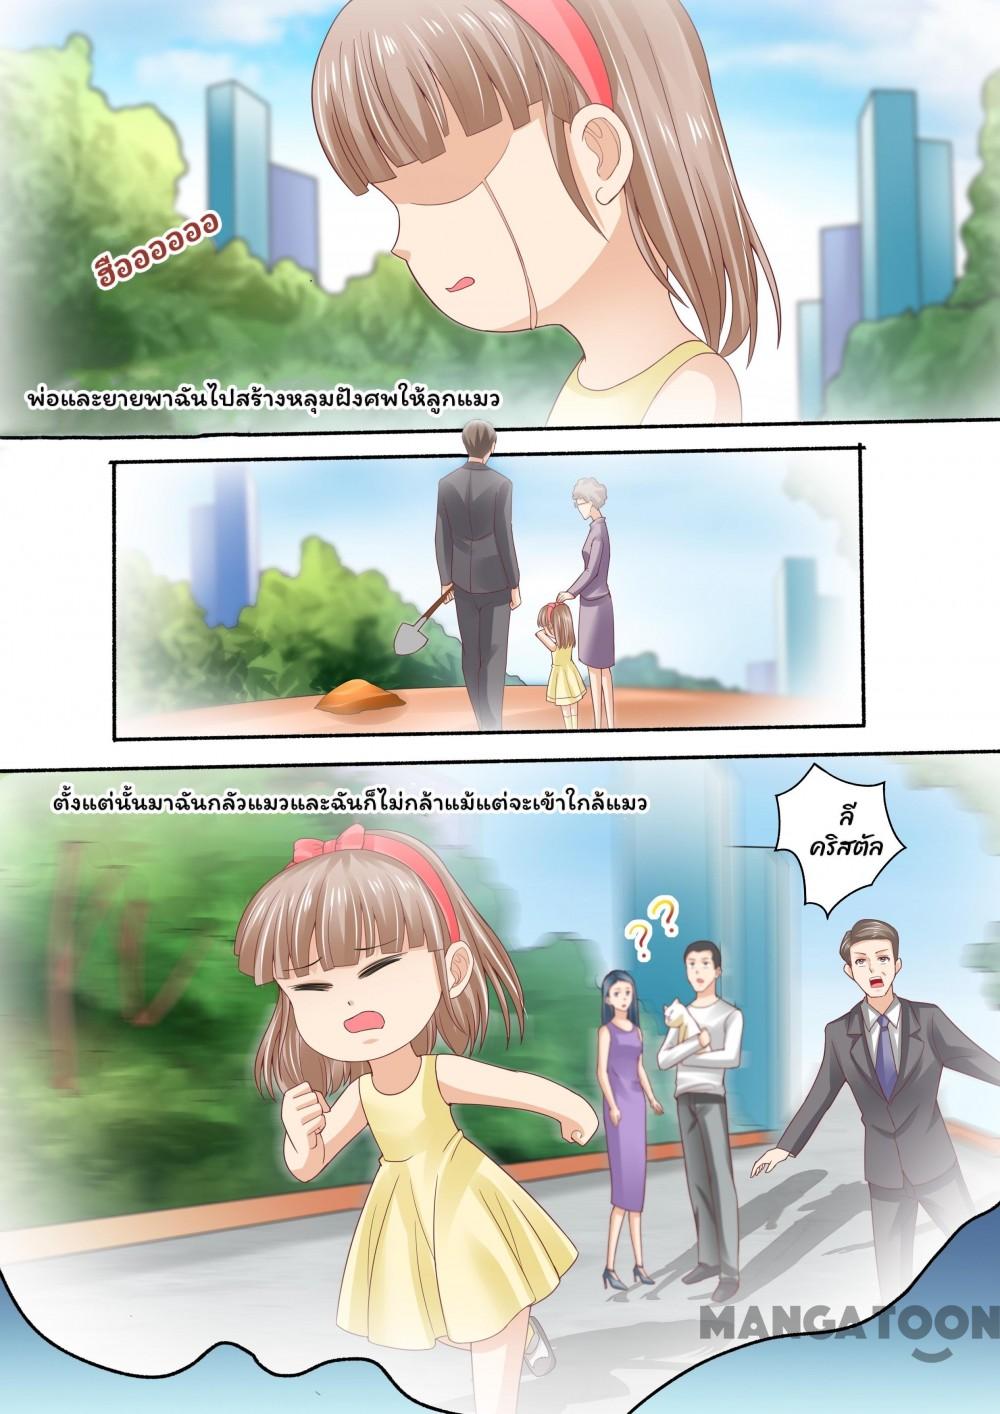 ฮือออออออ
พ่อและยายพาฉันไปสร้างหลุมฝังศพให้ลูกแมว
ตั้งแต่นั้นมาฉันกลัวแมวและฉันก็ไม่กล้าแม้แต่จะเข้าใกล้แมว
ลี
คริสตัล
? ?
MANGATOON